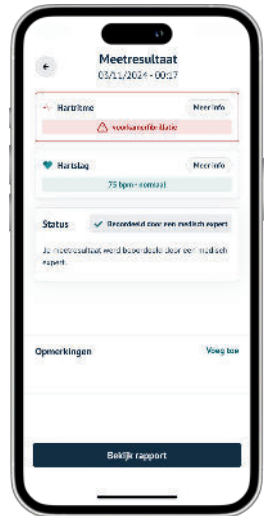 Meetresultaat
03/11/2024 - 00:17
Hartritme
Meer info
voorkamerfibrillatie
Hartslag
Meer info
75 bpm - normaal
Status
Beoordeeld door een medisch expert
Je meetresultaat werd beoordeeld door een medisch
expert.
Opmerkingen
Voeg toe
Bekijk rapport